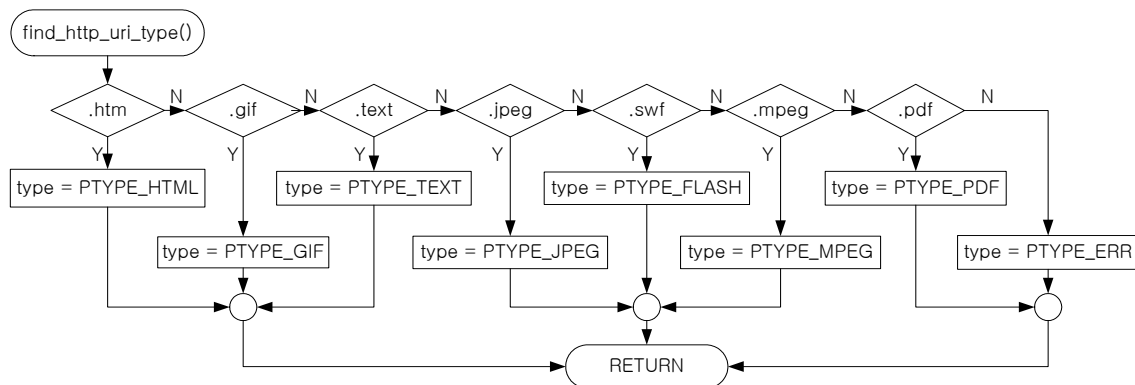 find_http_uri_type()
.htm
N
.gif
N
.text
N
.jpeg
N
.swf
N
.mpeg
N
.pdf
N
Y
Y
Y
Y
Y
Y
Y
type = PTYPE_HTML
type = PTYPE_TEXT
type = PTYPE_FLASH
type = PTYPE_PDF
type = PTYPE_GIF
type = PTYPE_JPEG
type = PTYPE_MPEG
type = PTYPE_ERR
RETURN